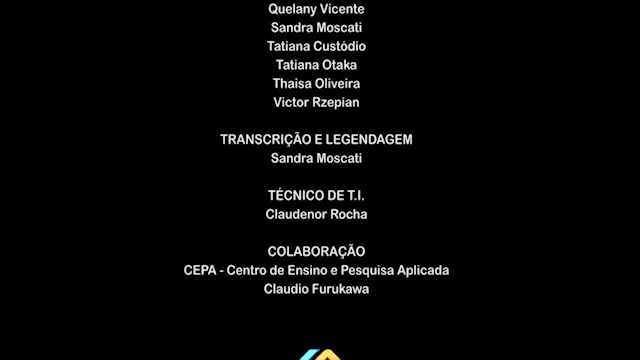 Quelany Vicente
Sandra Moscati
Tatiana Custódio
Tatiana Otaka
Thaisa Oliveira
Victor Rzepian
TRANSCRIÇÃO E LEGENDAGEM
Sandra Moscati
TÉCNICO DE T.I.
Claudenor Rocha
COLABORAÇÃO
CEPA - Centro de Ensino e Pesquisa Aplicada
Claudio Furukawa